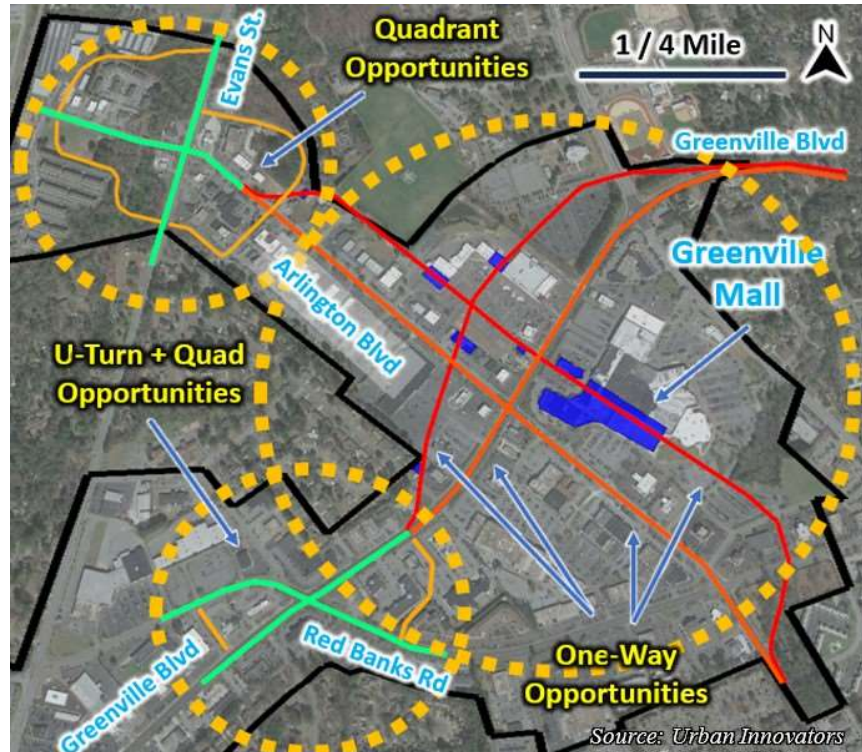 Quadrant
Opportunities
Evans St.
1 / 4 Mile
N
Greenville Blvd
Greenville
Mall
Arlington Blvd
U-Turn + Quad
Opportunities
Red Banks Rd
Greenville Blvd
One-Way
Opportunities
Source: Urban Innovators